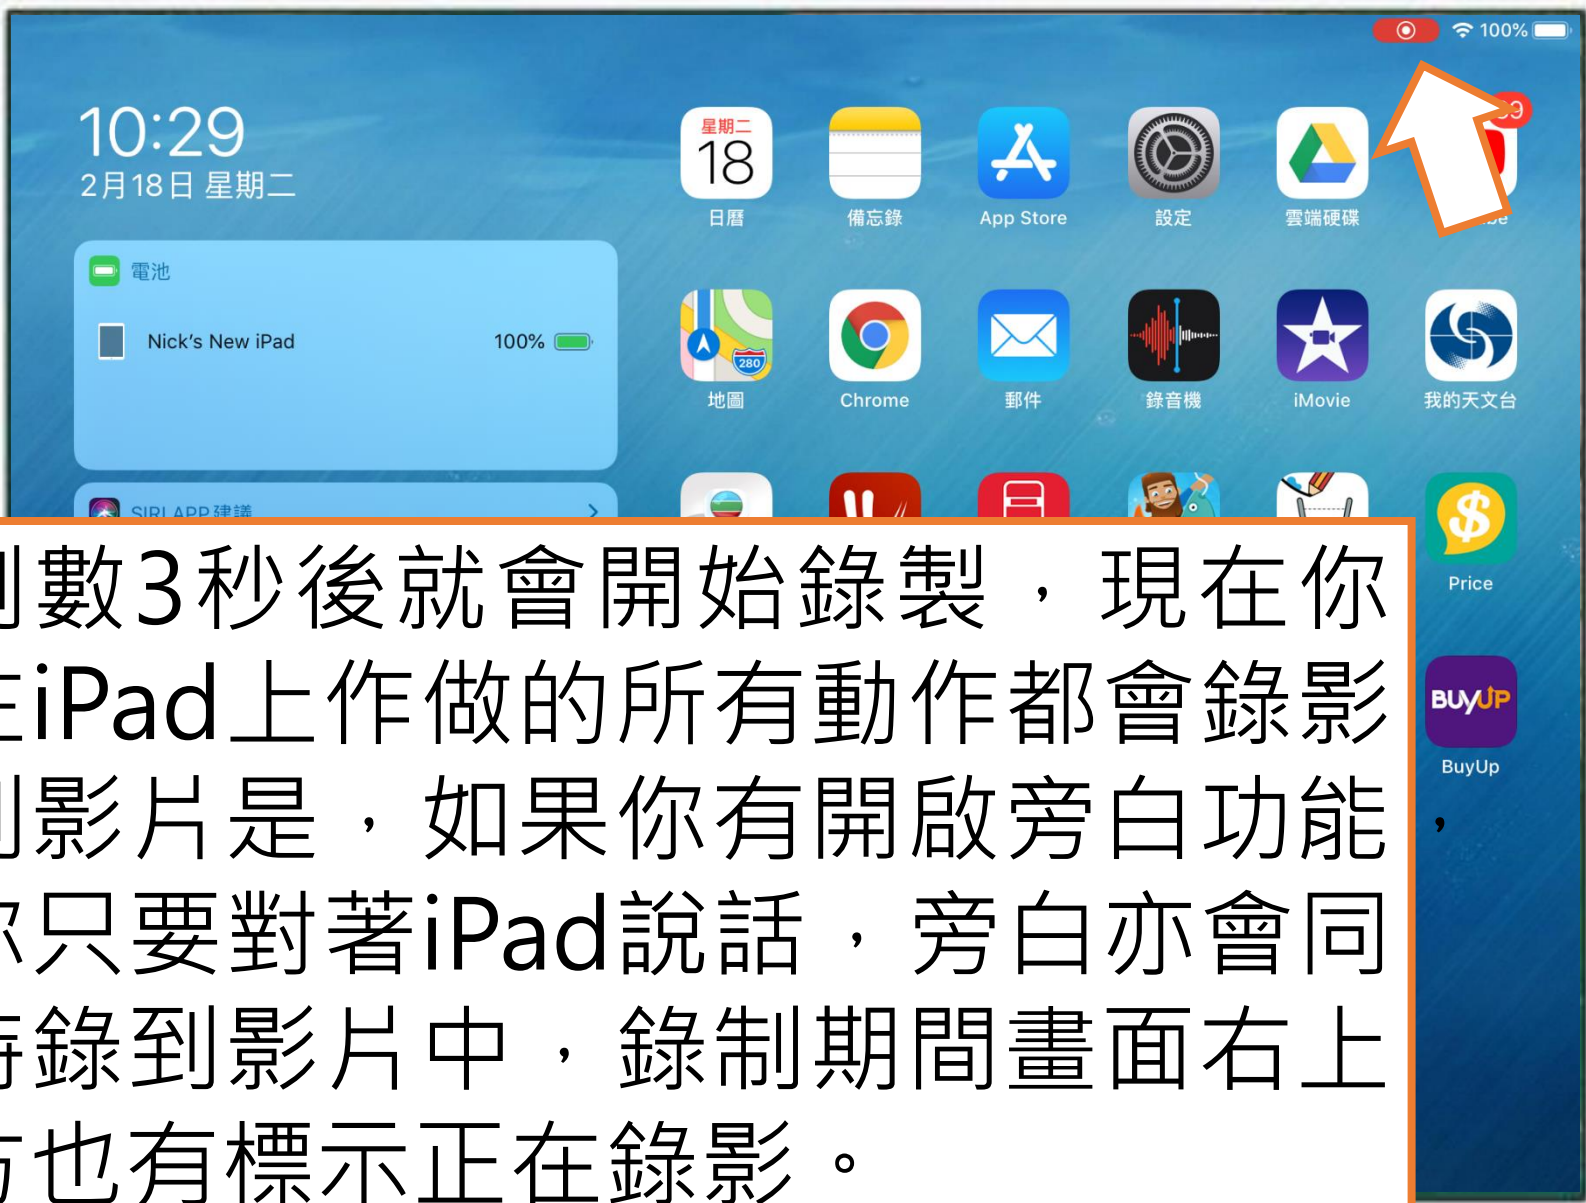 100%
10:29
2月18日 星期二
星期二
18
日曆
備忘錄
App Store
設定
雲端硬碟
電池
Nick's New iPad
100%
280
地圖
Chrome
郵件
錄音機
iMovie
我的天文台
SIRI APP 建議
$
Price
BUYUP
BuyUp
數3秒後就會開始錄製，現在你
iPad上作做的所有動作都會錄影
影片是，如果你有開啟旁白功能，
只要對著iPad說話，旁白亦會同
錄到影片中，錄制期間畫面右上
也有標示正在錄影。